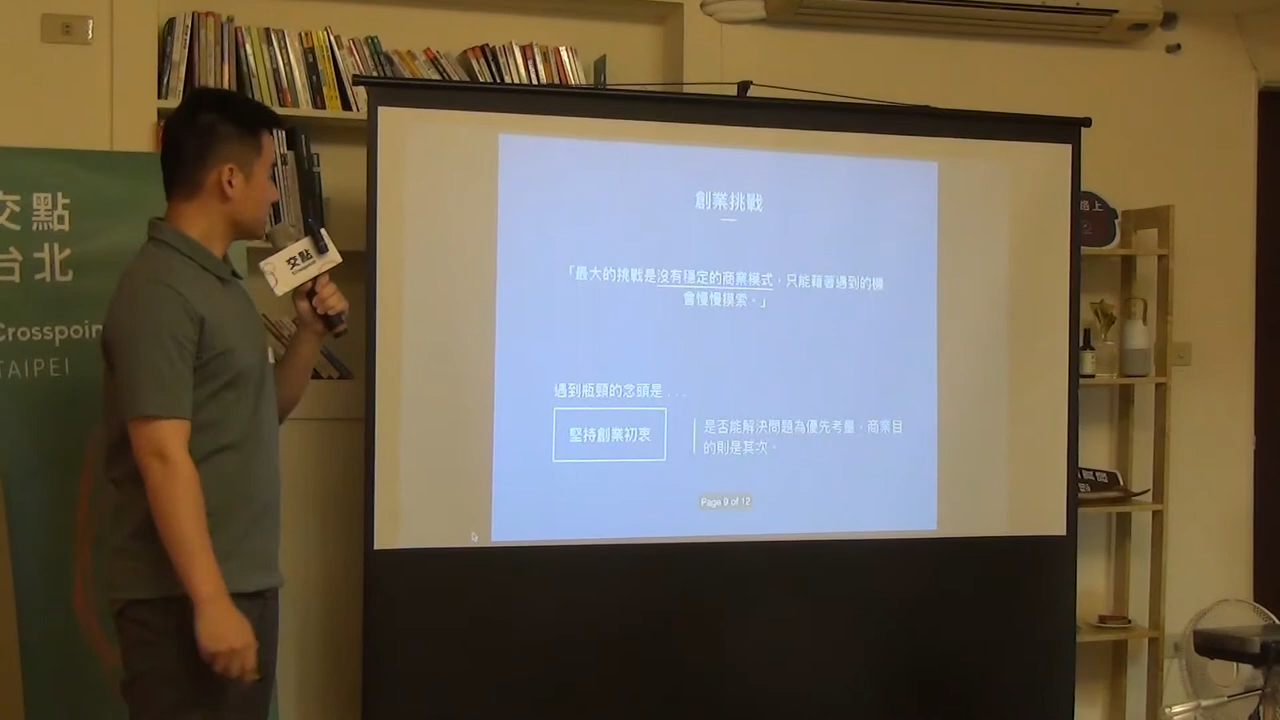 交點
台北
Crosspoin
TAIPEI
交點
創業挑戰
「最大的挑戰是沒有穩定的商業模式，只能藉著遇到的機
會慢慢摸索。」
遇到瓶頸的念頭是 . . .
堅持創業初衷
是否能解決問題為優先考量，商業目
的則是其次。
Page 9 of 12
路上